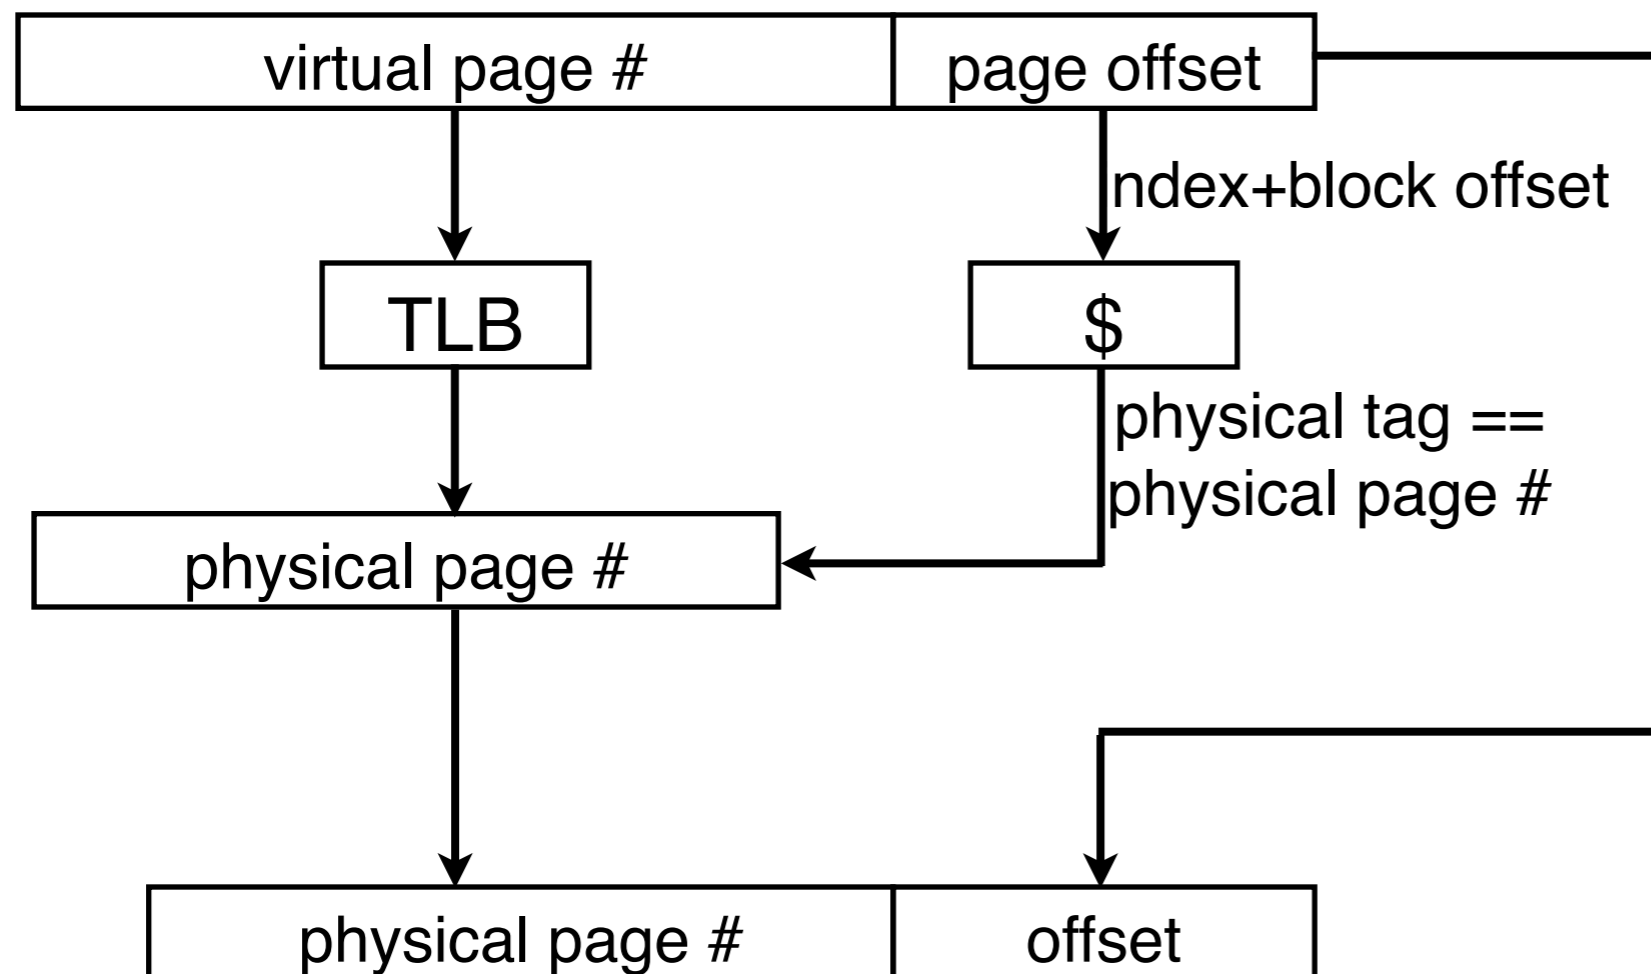 virtual page #
page offset
ndex+block offset
TLB
$
physical tag ==
physical page #
physical page #
physical page #
offset